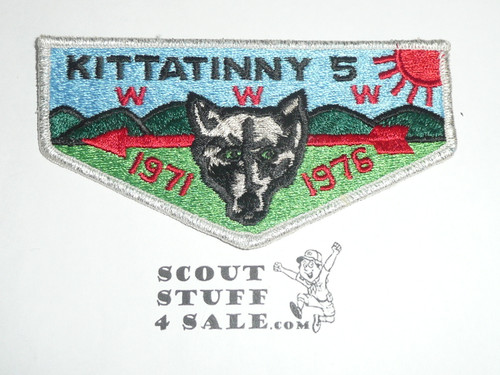 KITTATINNY 5
W W W
1971 1976
SCOUT
STUFF
4 SALE.COM